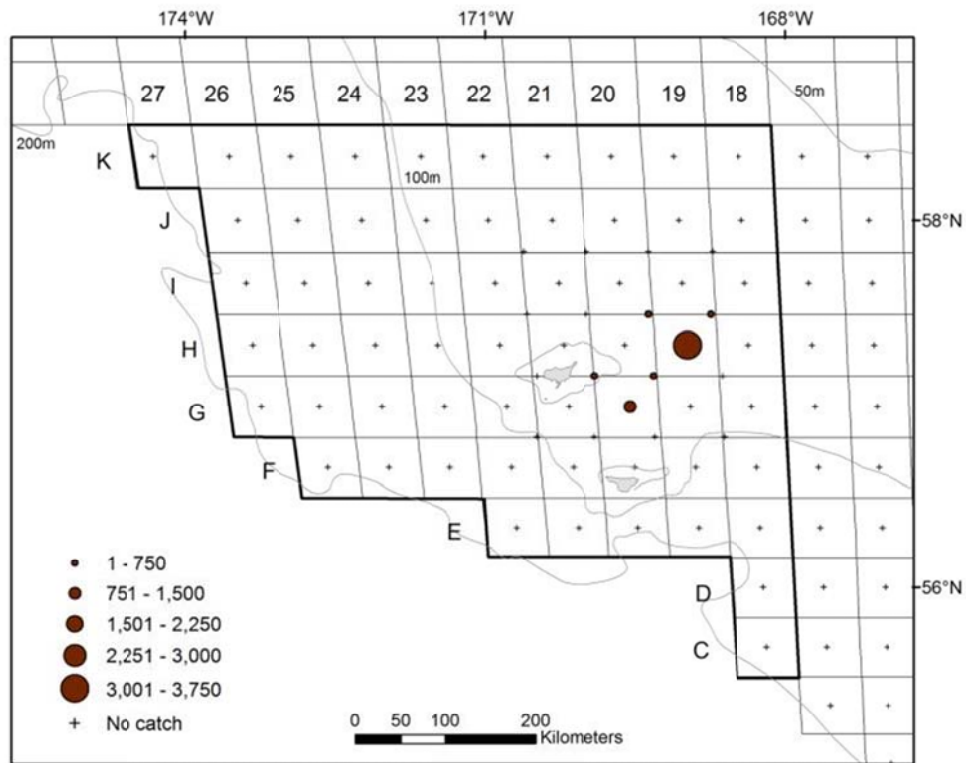 174°W 171°W 168°W
27 26 25 24 23 22 21 20 19 18 50m
200m
K
100m
J
58°N
I
H
G
F
E
D
56°N
C
1 - 750
751 - 1,500
1,501 - 2,250
2,251 - 3,000
3,001 - 3,750
No catch
0 50 100 200
Kilometers